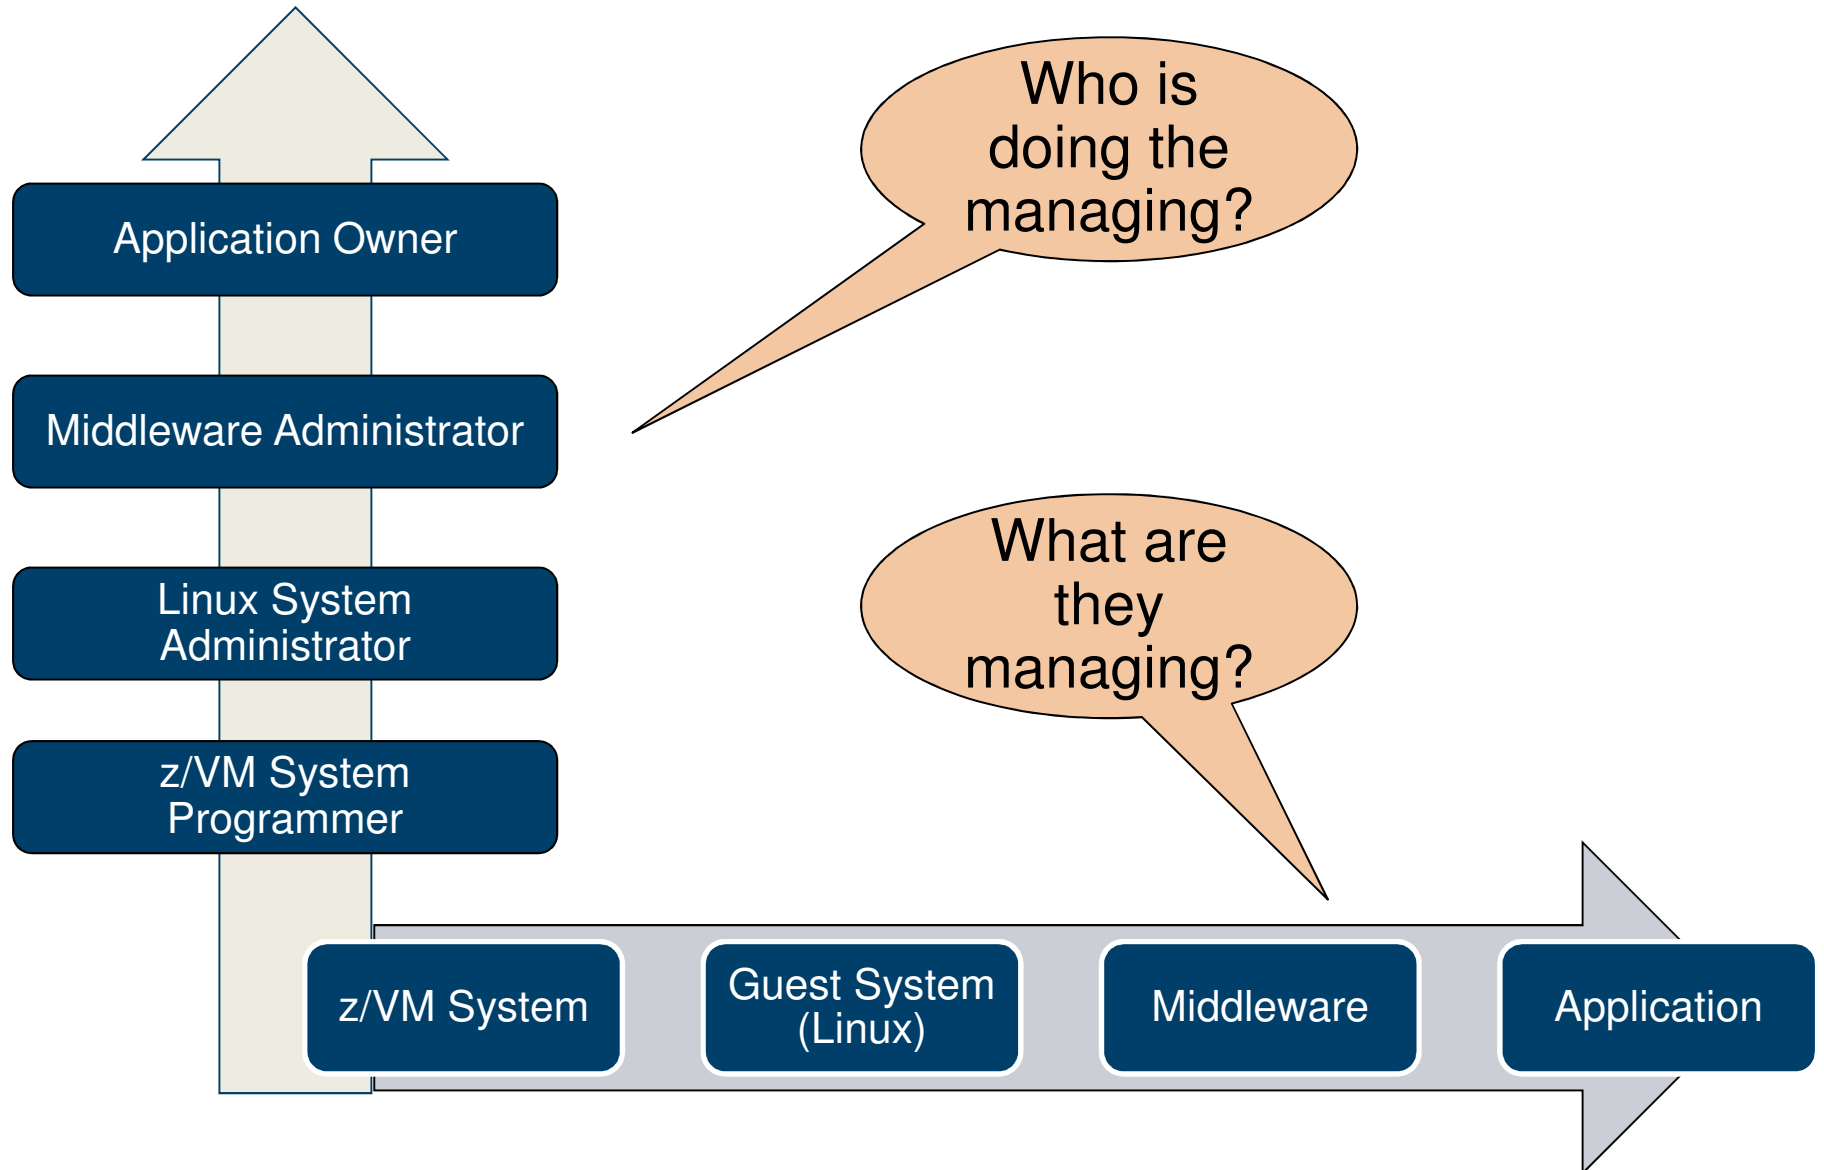 Who is
doing the
managing?
Application Owner
Middleware Administrator
What are
they
managing?
Linux System
Administrator
z/VM System
Programmer
z/VM System
Guest System
(Linux)
Middleware
Application